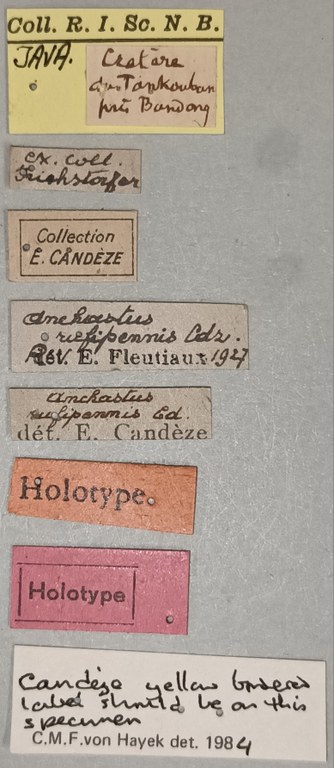 Coll. R. I. Sc. N. B.
JAVA.
Cratère
du Tankouban
près Bandong
ex. coll.
Fruhstorfer
Collection
E. CANDÈZE
Anchastus
rufipennis Cdz.
Rév.
dét. E. Fleutiaux 1927
Anchastus
rufipennis Cd.
dét. E. Candèze
Holotype.
Holotype
Candèze yellow bordered
label should be on this
specimen
C.M.F.von Hayek det. 1984